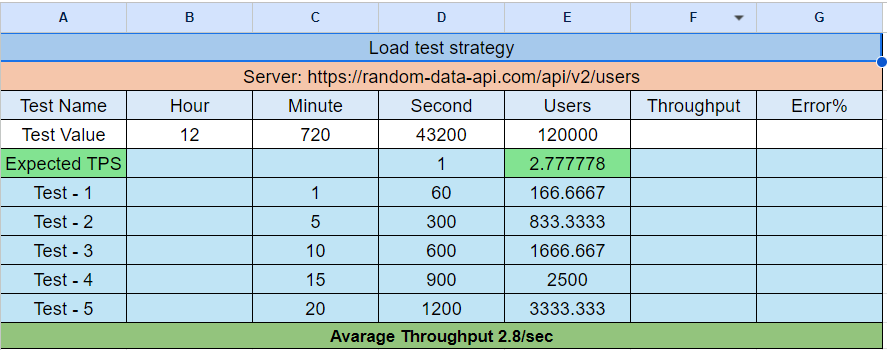 A B C D E F G
Load test strategy
Server: https://random-data-api.com/api/v2/users
Test Name Hour Minute Second Users Throughput Error%
Test Value 12 720 43200 120000
Expected TPS 1 2.777778
Test - 1 1 60 166.6667
Test - 2 5 300 833.3333
Test - 3 10 600 1666.667
Test - 4 15 900 2500
Test - 5 20 1200 3333.333
Avarage Throughput 2.8/sec